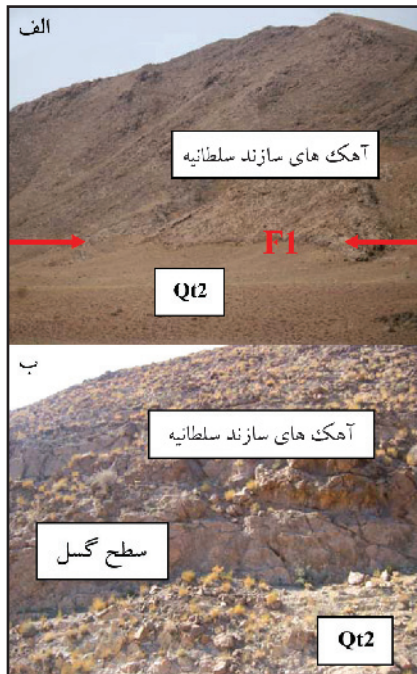 الف
آهک های سازند سلطانیه
F1
Qt2
ب
آهک های سازند سلطانیه
سطح گسل
Qt2